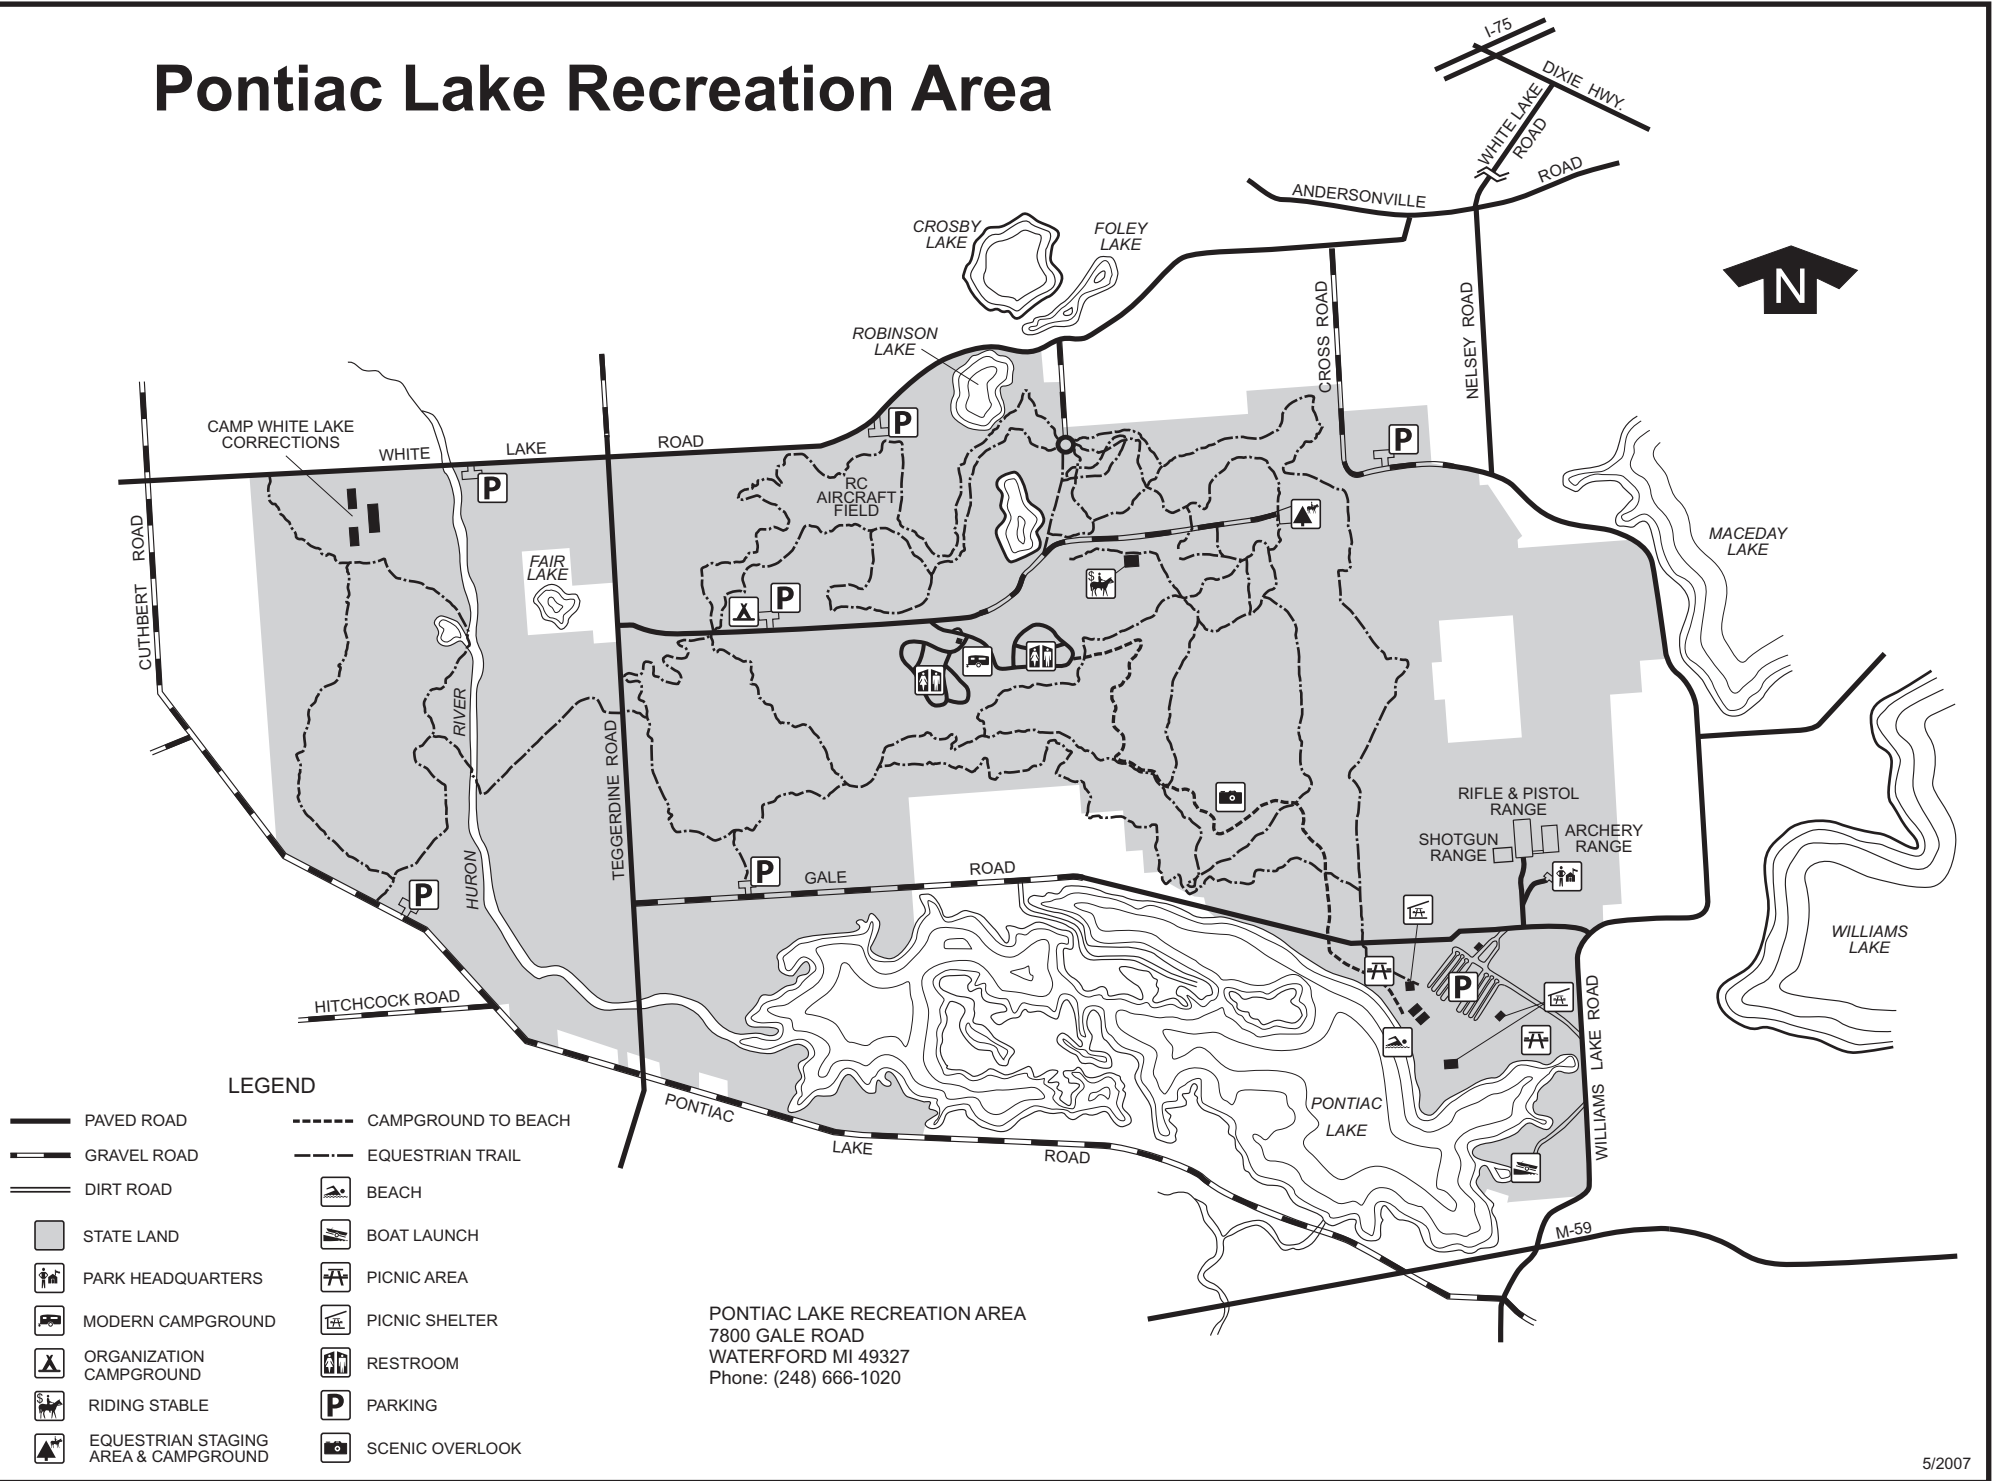 Pontiac Lake Recreation Area
I-75
DIXIE HWY.
WHITE LAKE
ROAD
ANDERSONVILLE
ROAD
CROSBY
LAKE
FOLEY
LAKE
N
ROBINSON
LAKE
CROSS ROAD
NELSEY ROAD
CAMP WHITE LAKE
CORRECTIONS
WHITE
LAKE
ROAD
P
P
P
RC
AIRCRAFT
FIELD
CUTHBERT ROAD
FAIR
LAKE
MACEDAY
LAKE
P
$
RIVER
HURON
TEGGERDINE ROAD
RIFLE & PISTOL
RANGE
SHOTGUN
RANGE
ARCHERY
RANGE
P
P
GALE
ROAD
WILLIAMS
LAKE
P
HITCHCOCK ROAD
WILLIAMS LAKE ROAD
PONTIAC
LAKE
PONTIAC
LAKE
ROAD
M-59
LEGEND
PAVED ROAD
GRAVEL ROAD
DIRT ROAD
STATE LAND
PARK HEADQUARTERS
MODERN CAMPGROUND
ORGANIZATION
CAMPGROUND
$
RIDING STABLE
EQUESTRIAN STAGING
AREA & CAMPGROUND
CAMPGROUND TO BEACH
EQUESTRIAN TRAIL
BEACH
BOAT LAUNCH
PICNIC AREA
PICNIC SHELTER
RESTROOM
P
PARKING
SCENIC OVERLOOK
PONTIAC LAKE RECREATION AREA
7800 GALE ROAD
WATERFORD MI 49327
Phone: (248) 666-1020
5/2007